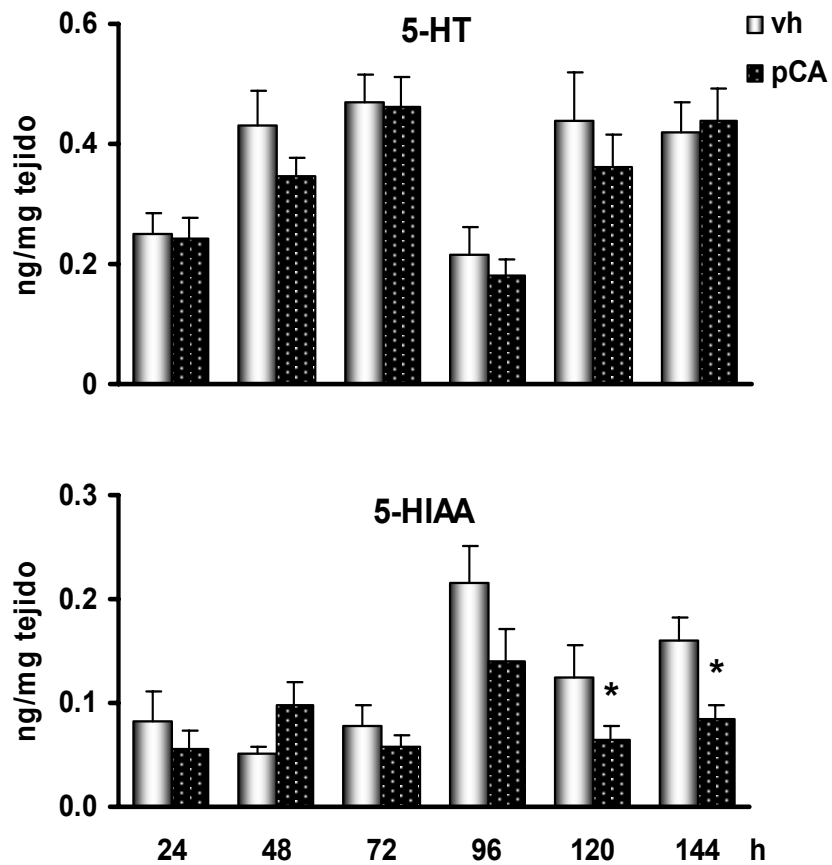 0.6
5-HT
vh
pCA
0.4
ng/mg tejido
0.2
0
0.3
5-HIAA
0.2
ng/mg tejido
*
*
0.1
0.0
24 48 72 96 120 144 h